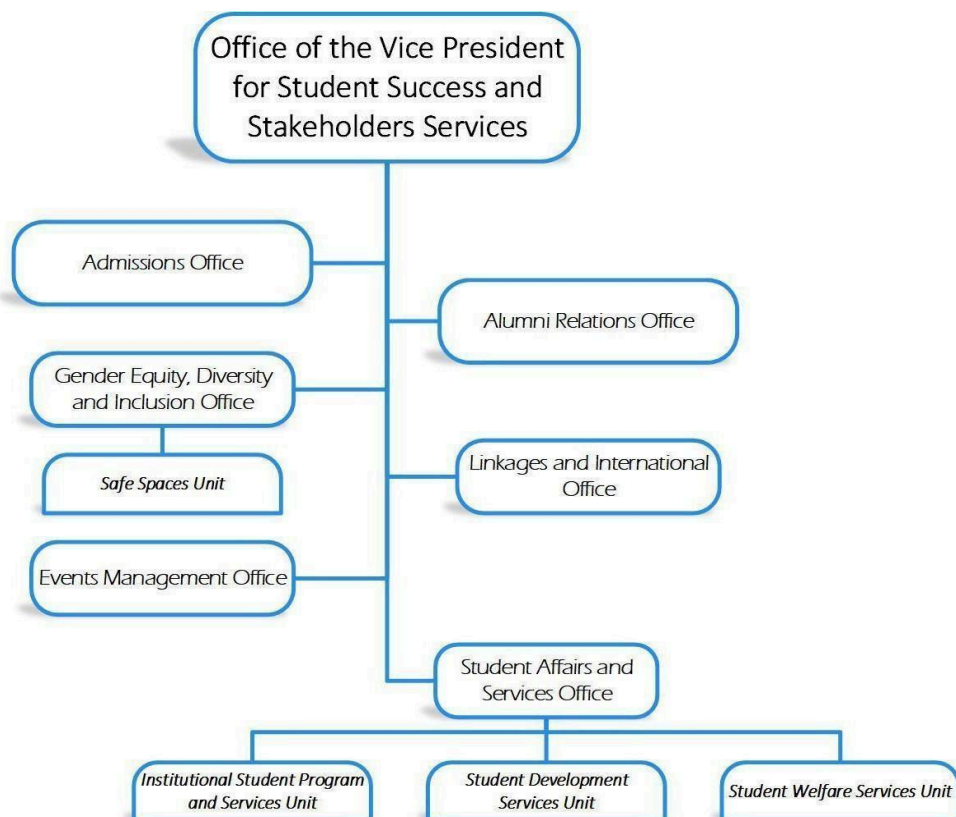 Office of the Vice President
for Student Success and
Stakeholders Services
Admissions Office
Alumni Relations Office
Gender Equity, Diversity
and Inclusion Office
Safe Spaces Unit
Linkages and International
Office
Events Management Office
Student Affairs and
Services Office
Institutional Student Program
and Services Unit
Student Development
Services Unit
Student Welfare Services Unit